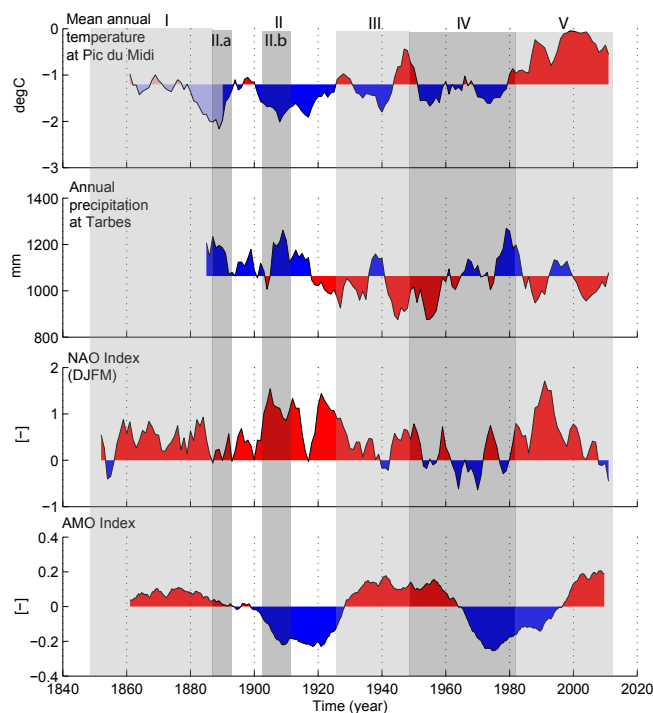 I II III IV V
II.a II.b
Mean annual
temperature
at Pic du Midi
degC
0
−1
−2
−3
Annual
precipitation
at Tarbes
mm
1400
1200
1000
800
NAO Index
(DJFM)
[-]
2
1
0
−1
AMO Index
[-]
0.2
0
−0.2
−0.4
1840 1860 1880 1900 1920 1940 1960 1980 2000 2020
Time (year)